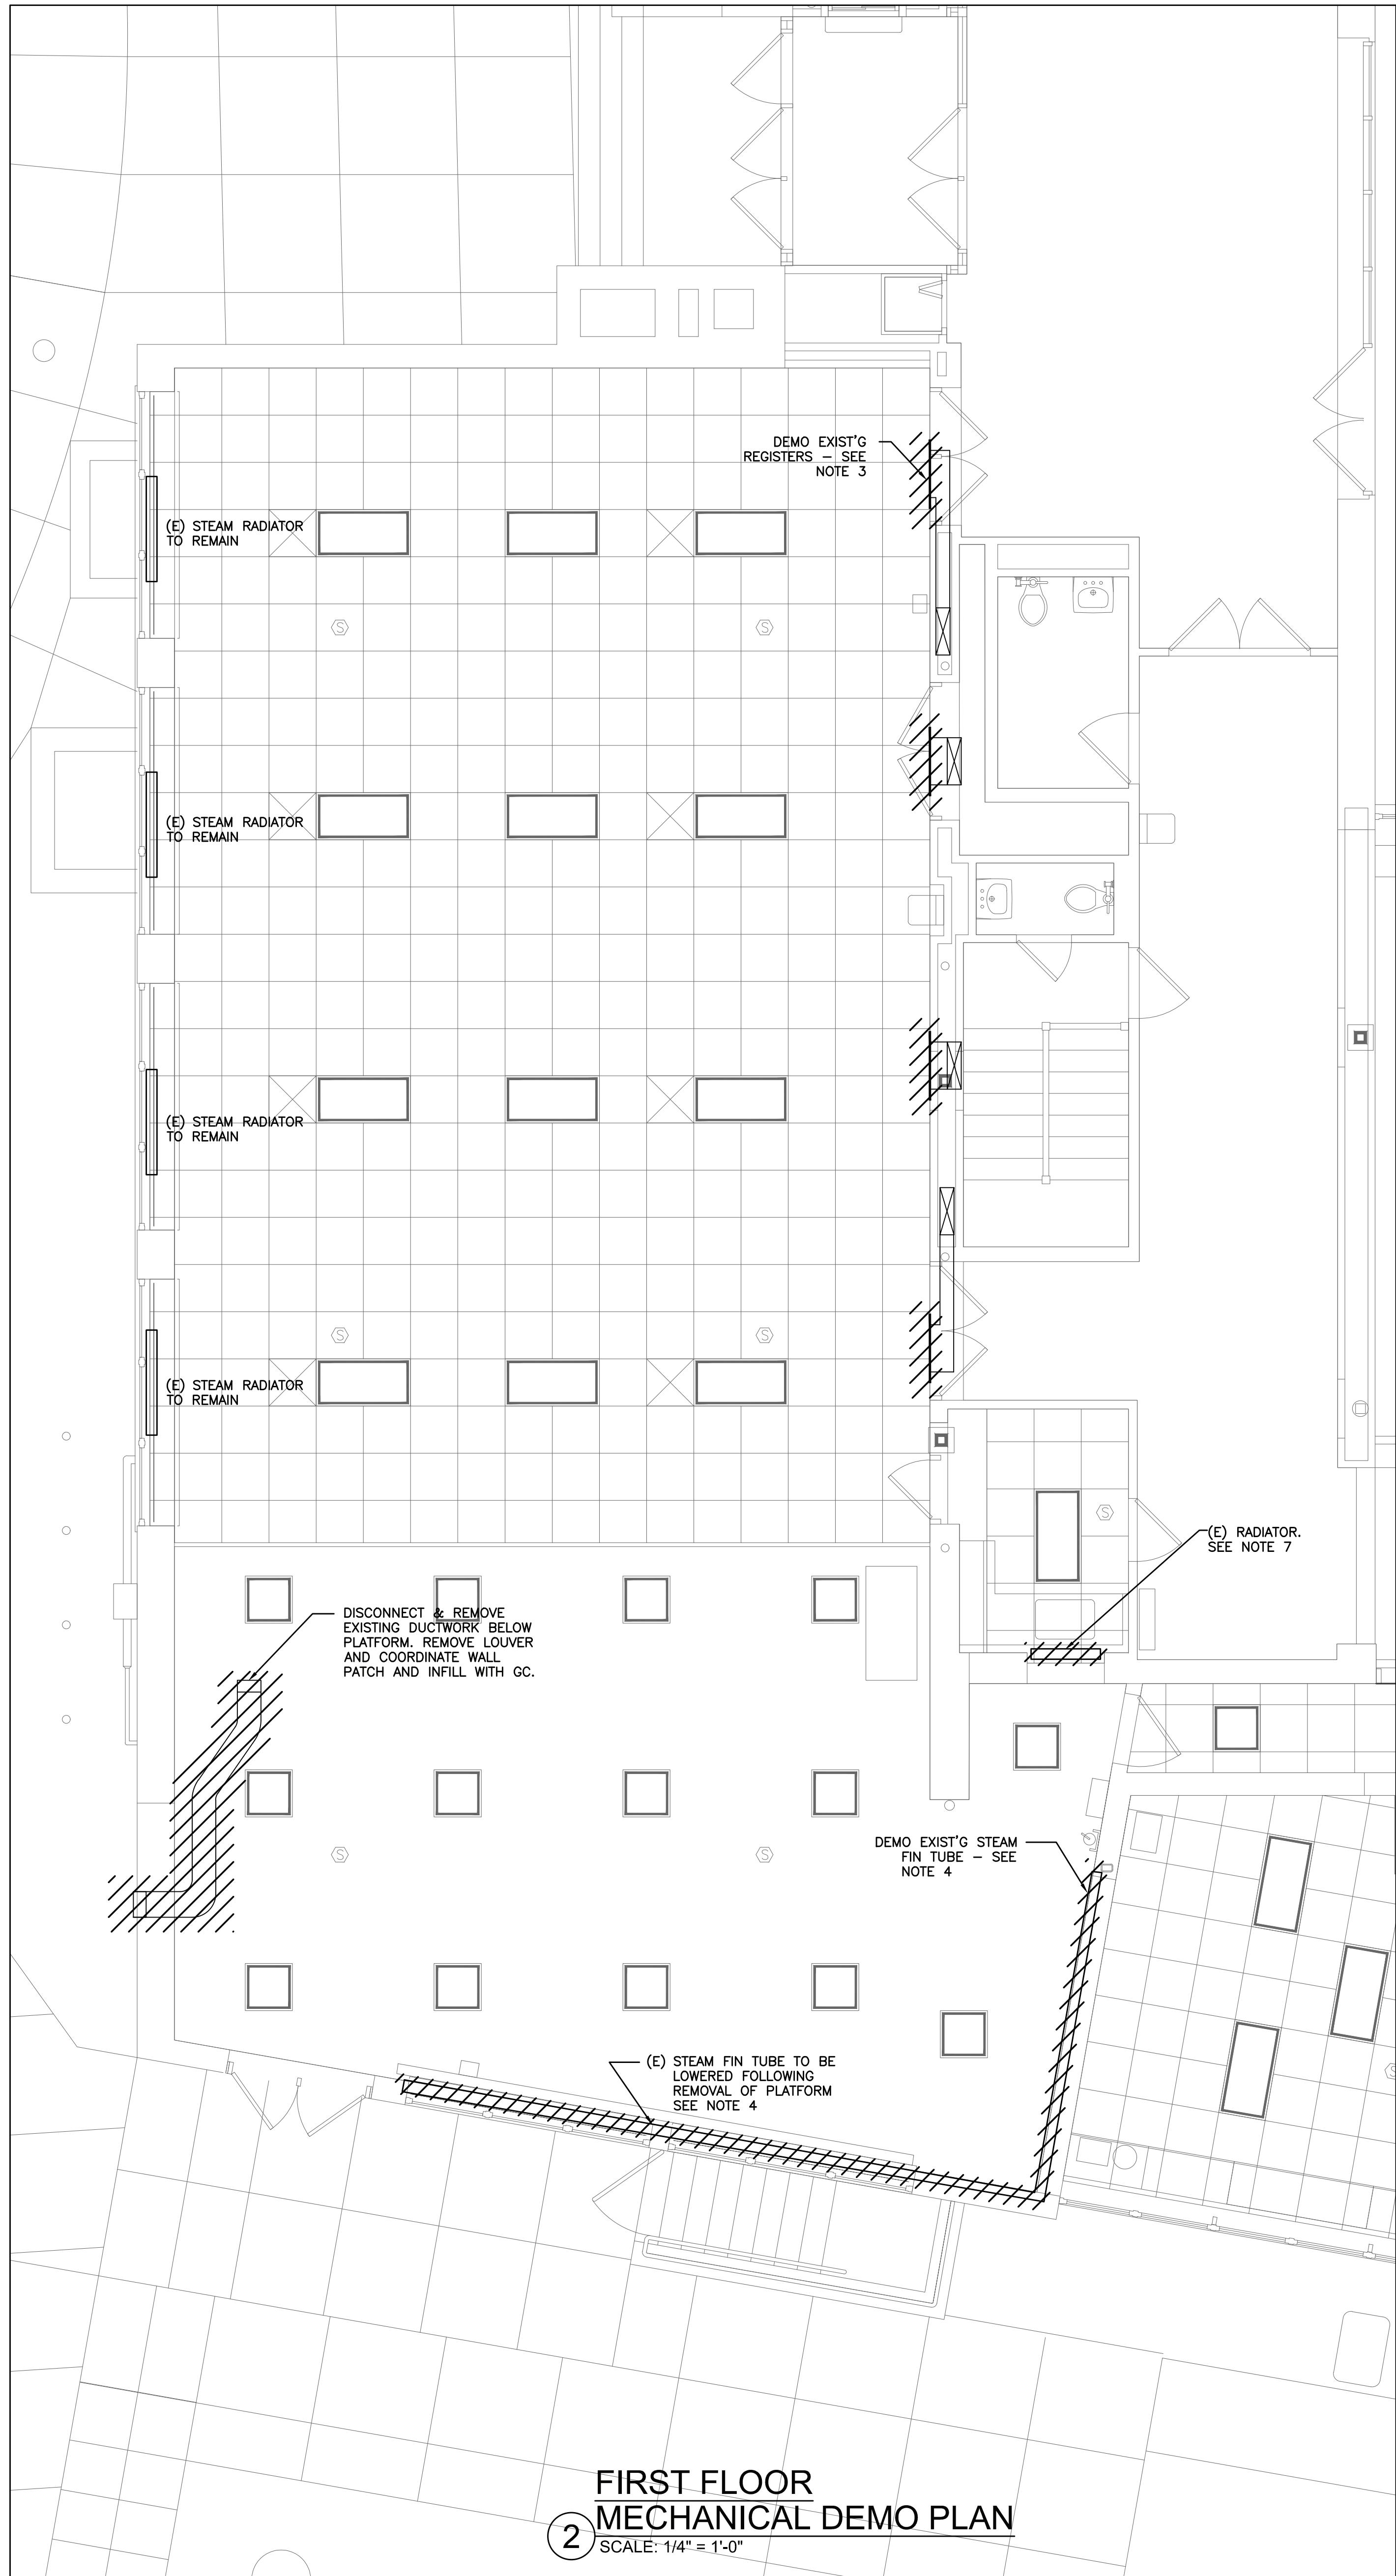 DEMO EXIST'G
REGISTERS – SEE
NOTE 3
(E) STEAM RADIATOR
TO REMAIN
S
S
(E) STEAM RADIATOR
TO REMAIN
(E) STEAM RADIATOR
TO REMAIN
S
S
(E) STEAM RADIATOR
TO REMAIN
S
(E) RADIATOR.
SEE NOTE 7
DISCONNECT & REMOVE
EXISTING DUCTWORK BELOW
PLATFORM. REMOVE LOUVER
AND COORDINATE WALL
PATCH AND INFILL WITH GC.
DEMO EXIST'G STEAM
FIN TUBE – SEE
NOTE 4
S
S
(E) STEAM FIN TUBE TO BE
LOWERED FOLLOWING
REMOVAL OF PLATFORM
SEE NOTE 4
S
FIRST FLOOR
2 MECHANICAL DEMO PLAN
SCALE: 1/4" = 1'-0"